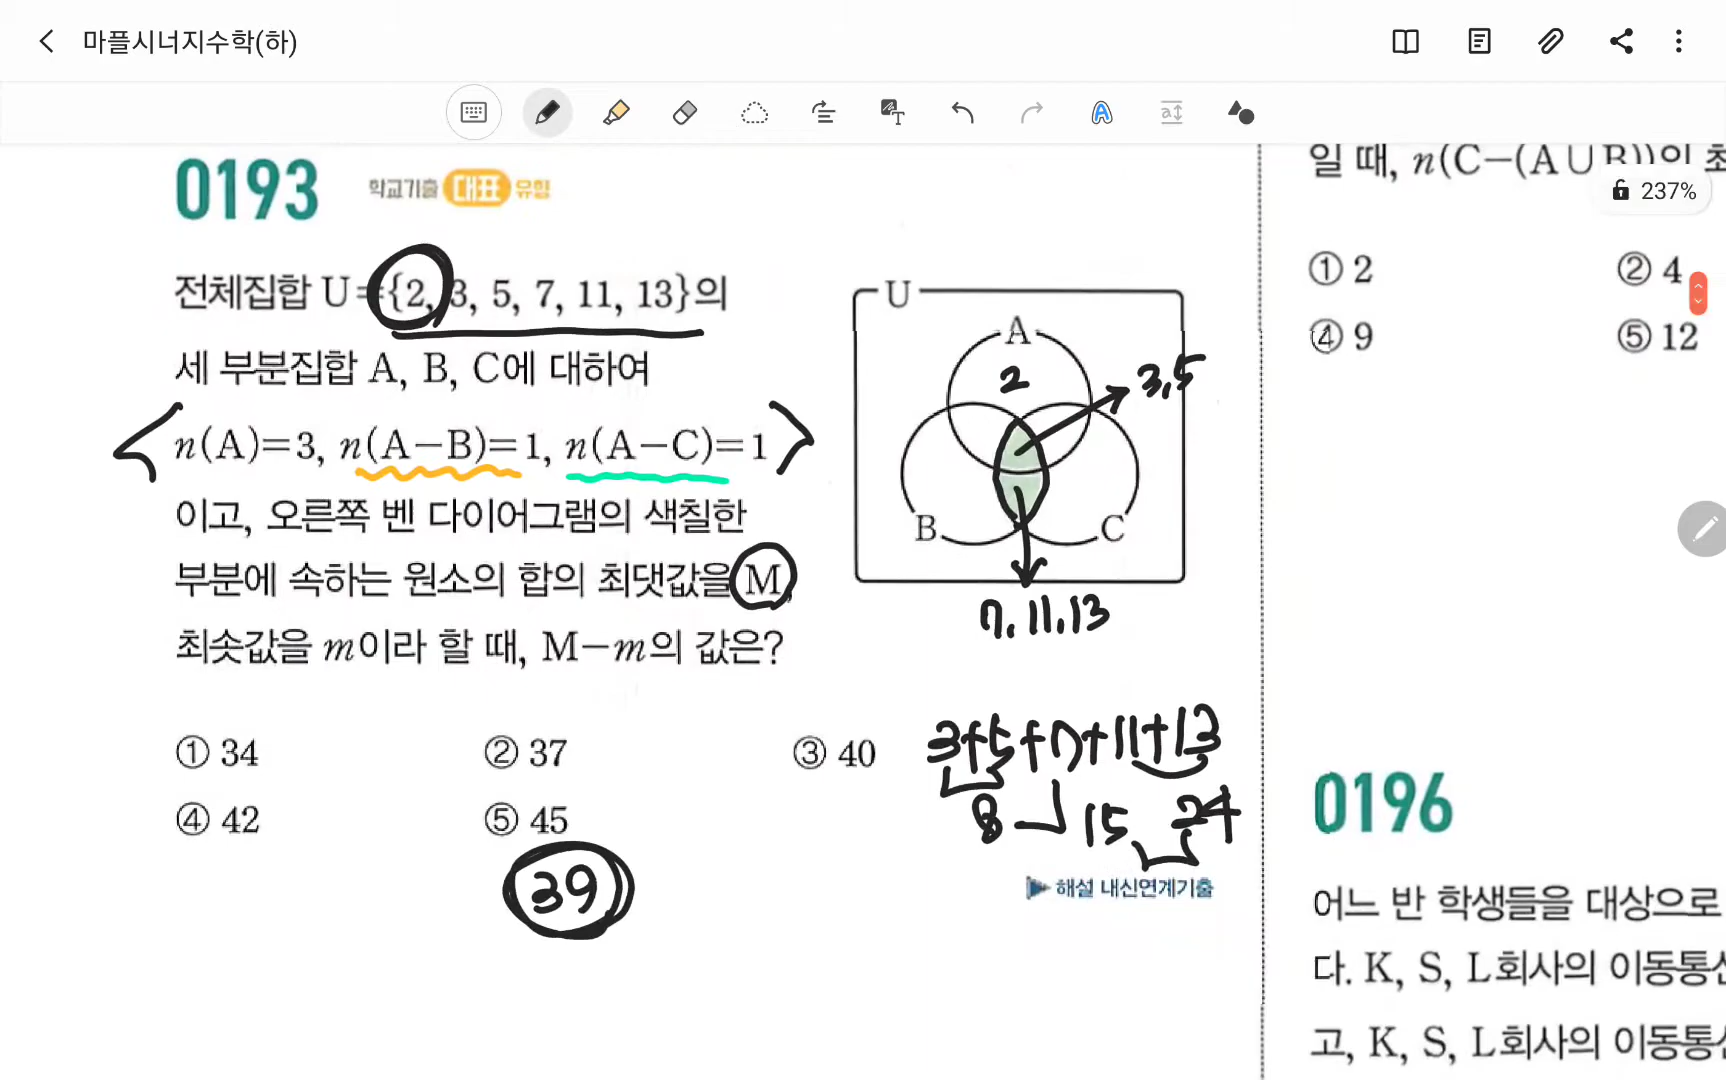 마플시너지수학(하)
237%
0193 학교기출 대표 유형
전체집합 U={2, 3, 5, 7, 11, 13}의
세 부분집합 A, B, C에 대하여
n(A)=3, n(A-B)=1, n(A-C)=1
이고, 오른쪽 벤 다이어그램의 색칠한
부분에 속하는 원소의 합의 최댓값을 M,
최솟값을 m이라 할 때, M-m의 값은?
U
A
2
3,5
B
C
7.11.13
① 34 ② 37 ③ 40
④ 42 ⑤ 45
39
3+5+7+11+13
8 15 24
해설 내신연계기출
일 때, n(C-(A∪B))의 최
① 2 ② 4
④ 9 ⑤ 12
0196
어느 반 학생들을 대상으로
다. K, S, L회사의 이동통신
고, K, S, L회사의 이동통신